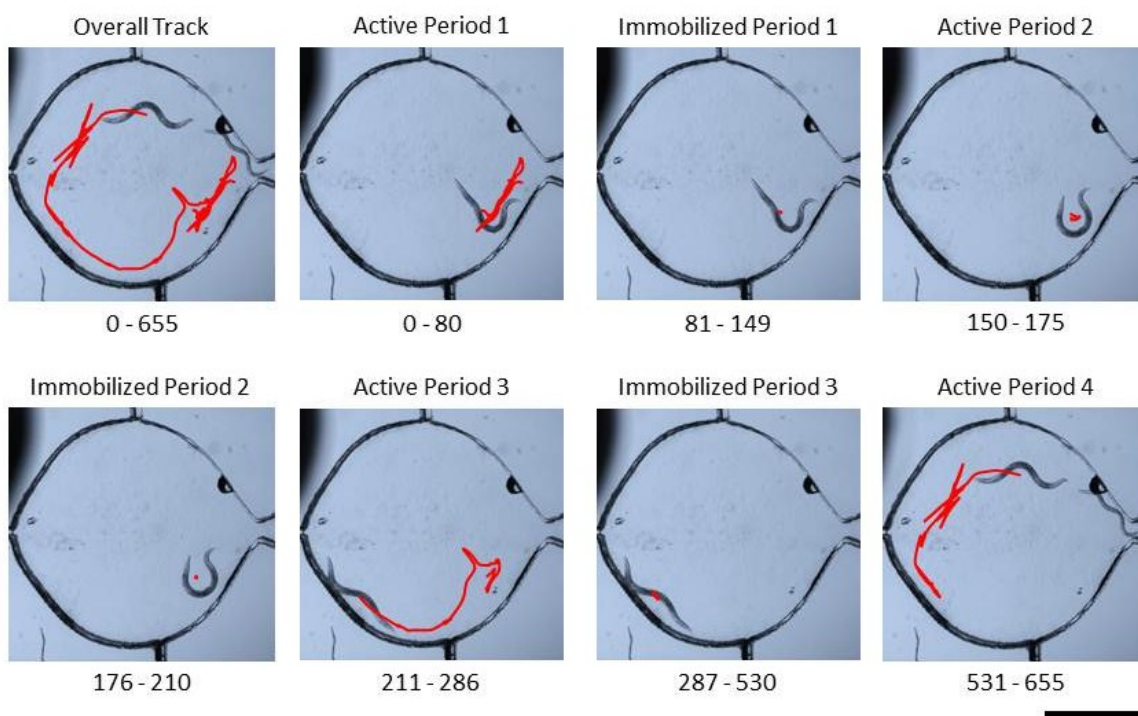 Overall Track
Active Period 1
Immobilized Period 1
Active Period 2
0 - 655
0 - 80
81 - 149
150 - 175
Immobilized Period 2
Active Period 3
Immobilized Period 3
Active Period 4
176 - 210
211 - 286
287 - 530
531 - 655